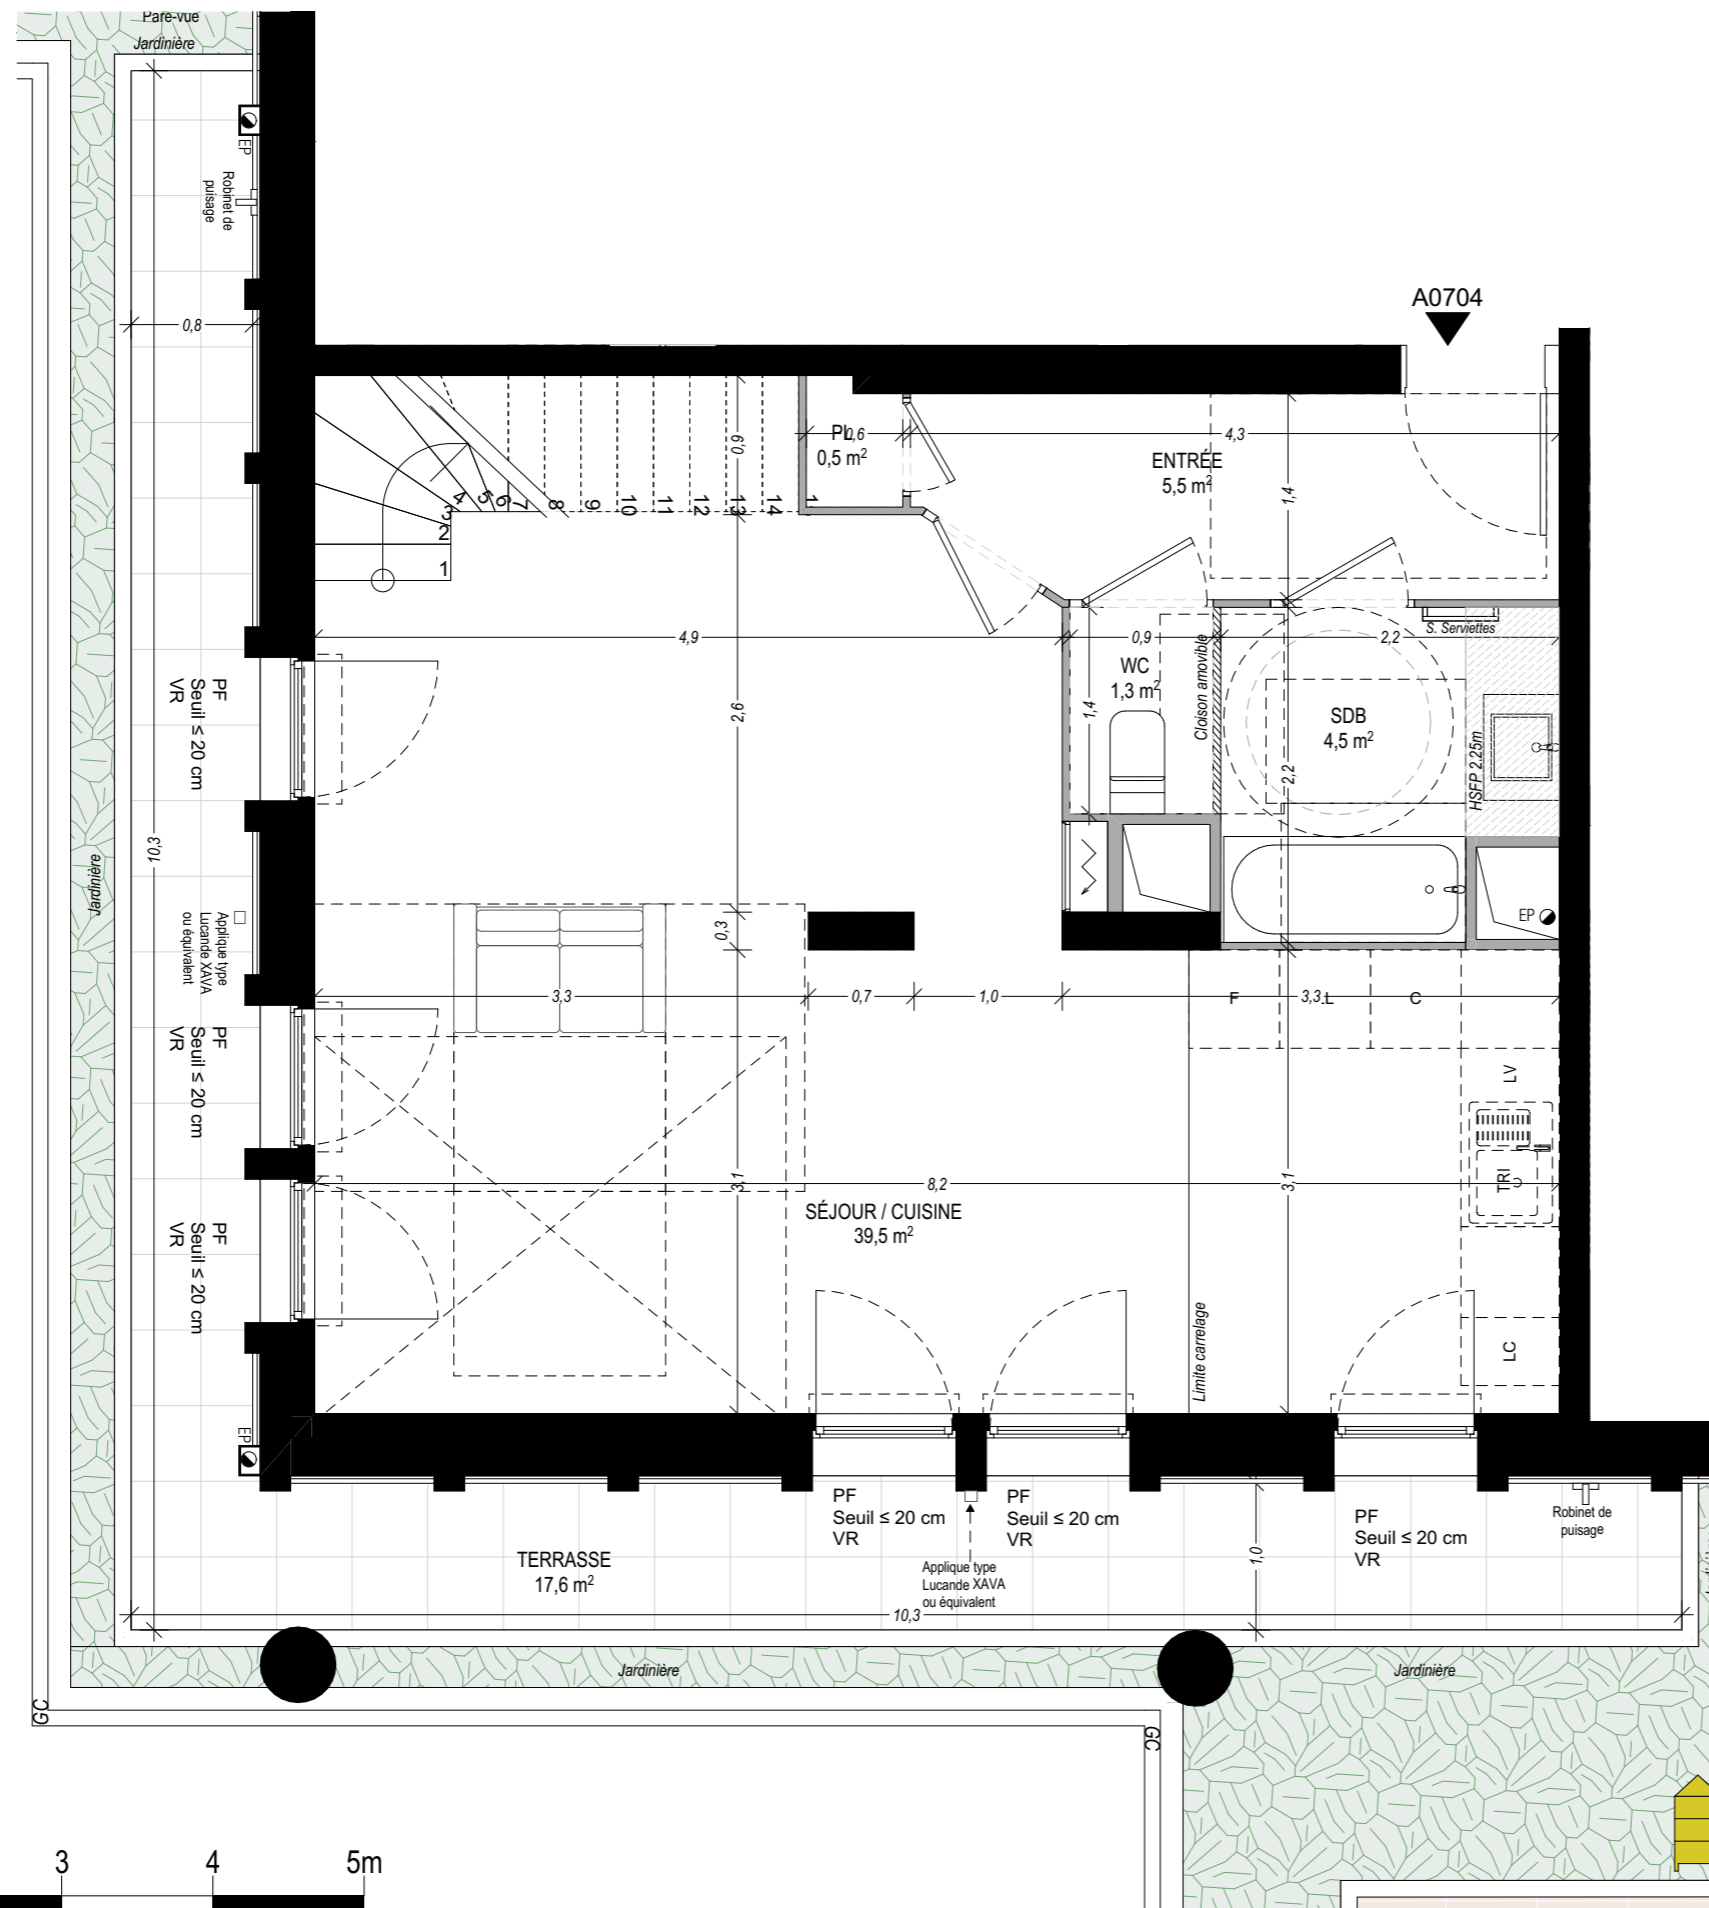 Pare-vue
Jardinière
EP
Robinet de
puisage
0,8
A0704
PL
0,6
0,5 m²
0,9
4,3
ENTRÉE
5,5 m²
1,4
1
2
3
4
5
6
7
8
9
10
11
12
13
14
1
4,9
0,9
2,2
S. Serviettes
WC
1,3 m²
1,4
Cloison amovible
SDB
4,5 m²
2,2
HSFP 2.25m
2,6
PF
Seuil ≤ 20 cm
VR
10,3
Jardinière
Applique type
Lucande XAVA
ou équivalent
0,3
EP
3,3
0,7
1,0
F
3,3
L
C
PF
Seuil ≤ 20 cm
VR
LV
TRI
3,1
8,2
3,1
SÉJOUR / CUISINE
39,5 m²
PF
Seuil ≤ 20 cm
VR
Limite carrelage
LC
EP
PF
Seuil ≤ 20 cm
VR
PF
Seuil ≤ 20 cm
VR
PF
Seuil ≤ 20 cm
VR
Robinet de
puisage
TERRASSE
17,6 m²
Applique type
Lucande XAVA
ou équivalent
1,0
10,3
Jardinière
Jardinière
GC
GC
3
4
5m